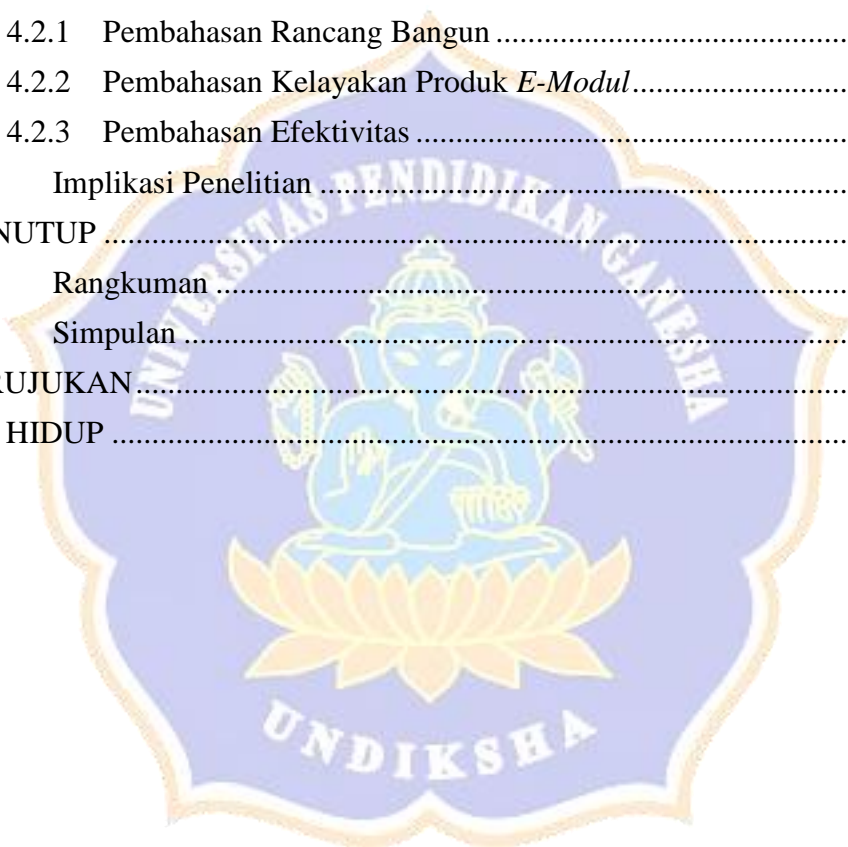 4.2.1 Pembahasan Rancang Bangun ........................................
4.2.2 Pembahasan Kelayakan Produk E-Modul ........................................
4.2.3 Pembahasan Efektivitas ........................................
Implikasi Penelitian ........................................
NUTUP ........................................
Rangkuman ........................................
Simpulan ........................................
RUJUKAN ........................................
HIDUP ........................................
UNIVERSITAS PENDIDIKAN GANESHA
UNDIKSHA